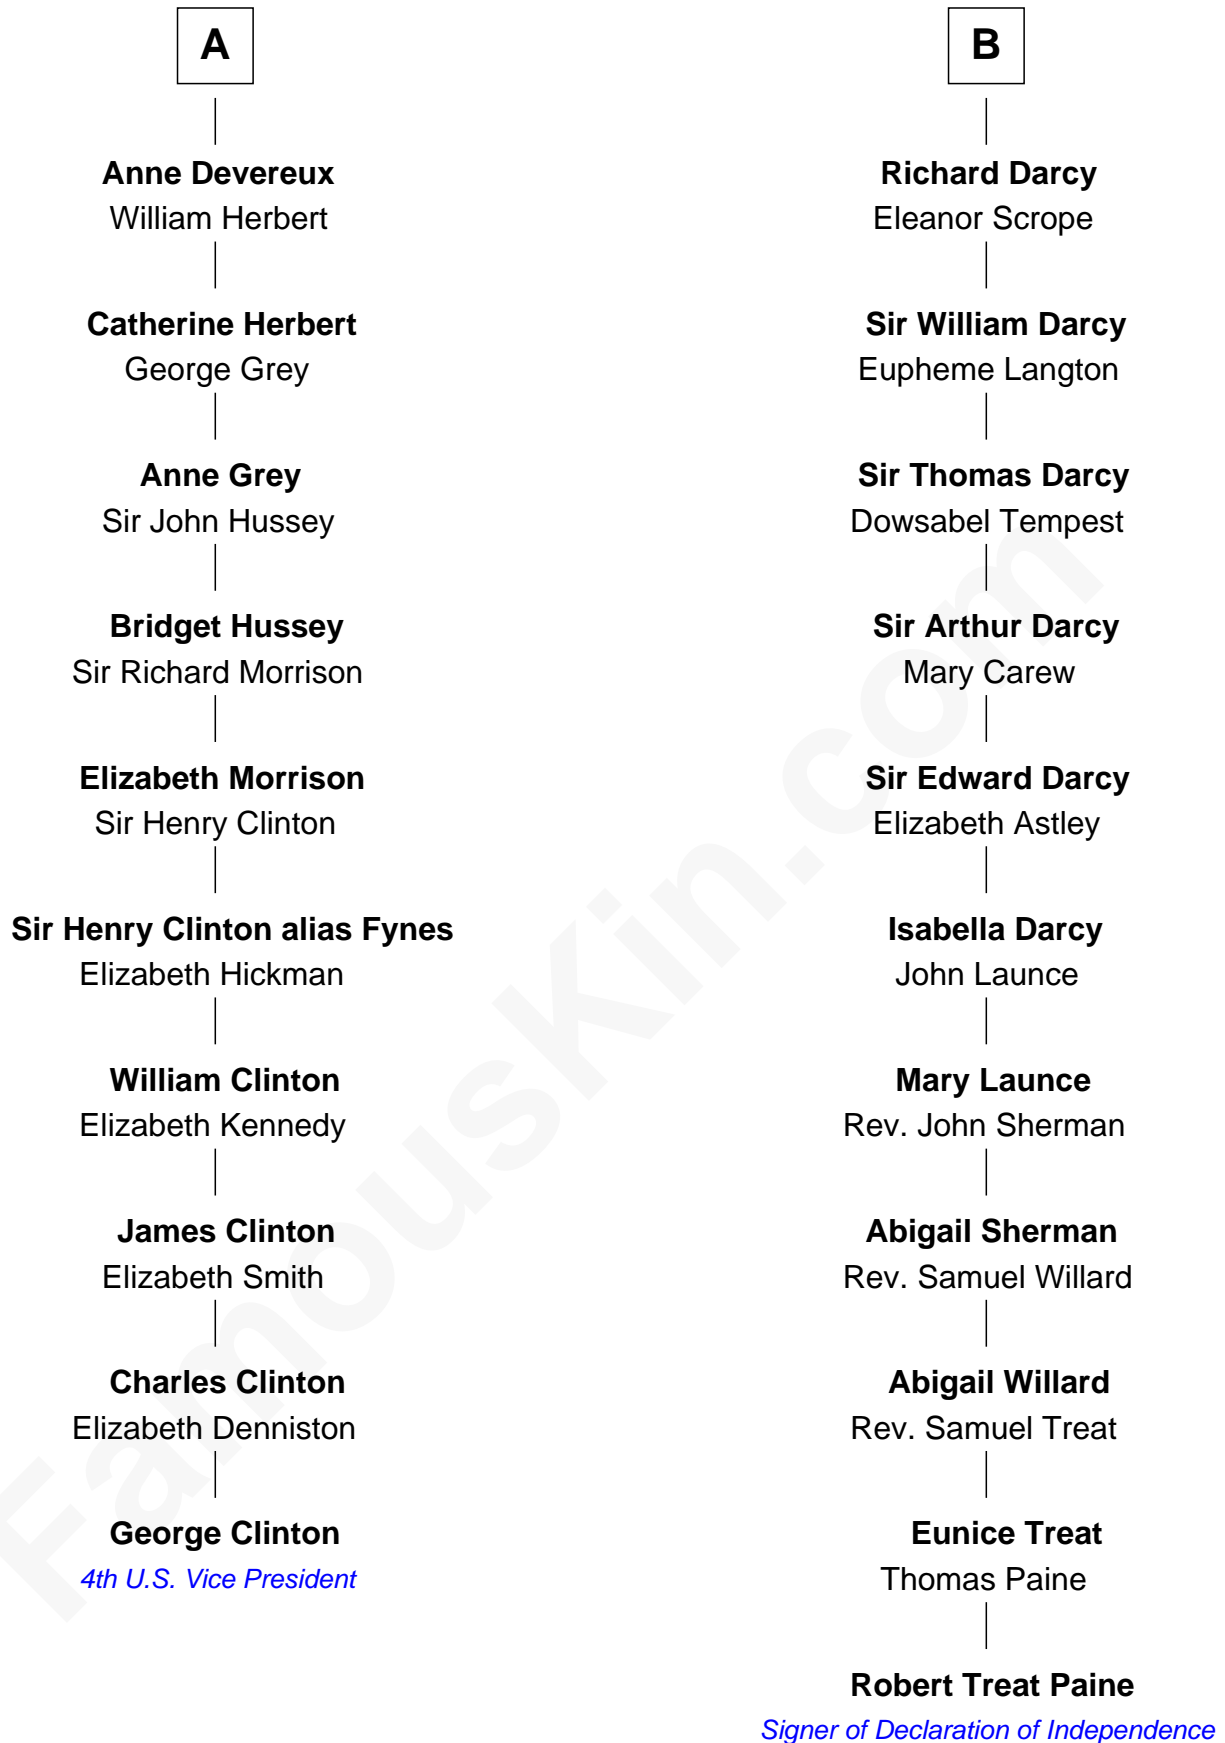 A
Anne Devereux
William Herbert
Catherine Herbert
George Grey
Anne Grey
Sir John Hussey
Bridget Hussey
Sir Richard Morrison
Elizabeth Morrison
Sir Henry Clinton
Sir Henry Clinton alias Fynes
Elizabeth Hickman
William Clinton
Elizabeth Kennedy
James Clinton
Elizabeth Smith
Charles Clinton
Elizabeth Denniston
George Clinton
4th U.S. Vice President
B
Richard Darcy
Eleanor Scrope
Sir William Darcy
Eupheme Langton
Sir Thomas Darcy
Dowsabel Tempest
Sir Arthur Darcy
Mary Carew
Sir Edward Darcy
Elizabeth Astley
Isabella Darcy
John Launce
Mary Launce
Rev. John Sherman
Abigail Sherman
Rev. Samuel Willard
Abigail Willard
Rev. Samuel Treat
Eunice Treat
Thomas Paine
Robert Treat Paine
Signer of Declaration of Independence
FamousKin.com